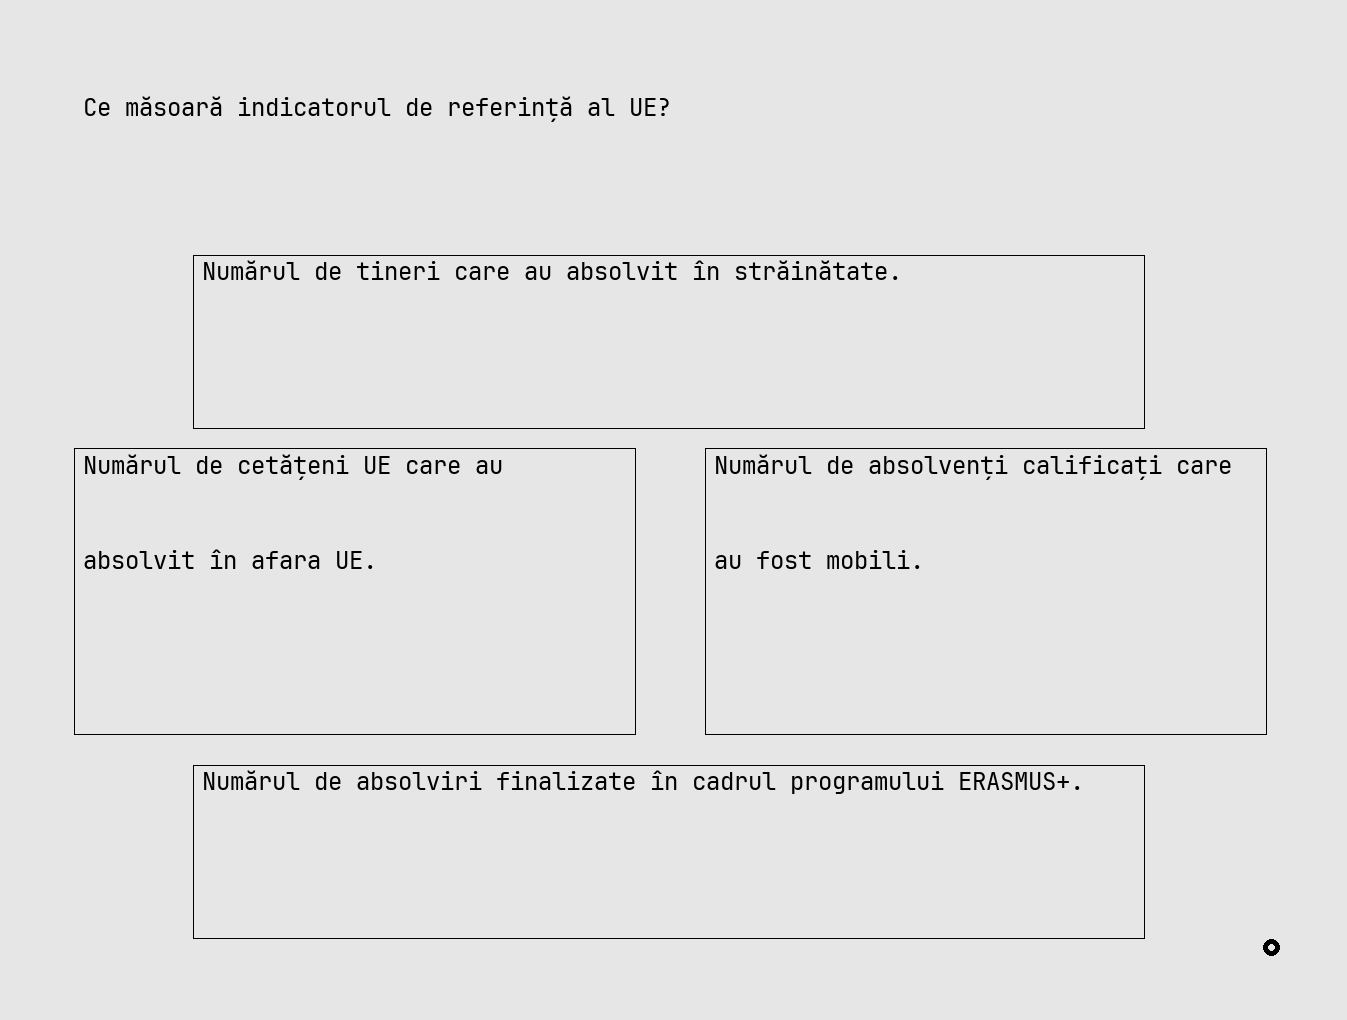 Ce măsoară indicatorul de referință al UE?
Numărul de tineri care au absolvit în străinătate.
Numărul de cetățeni UE care au
absolvit în afara UE.
Numărul de absolvenți calificați care
au fost mobili.
Numărul de absolviri finalizate în cadrul programului ERASMUS+.